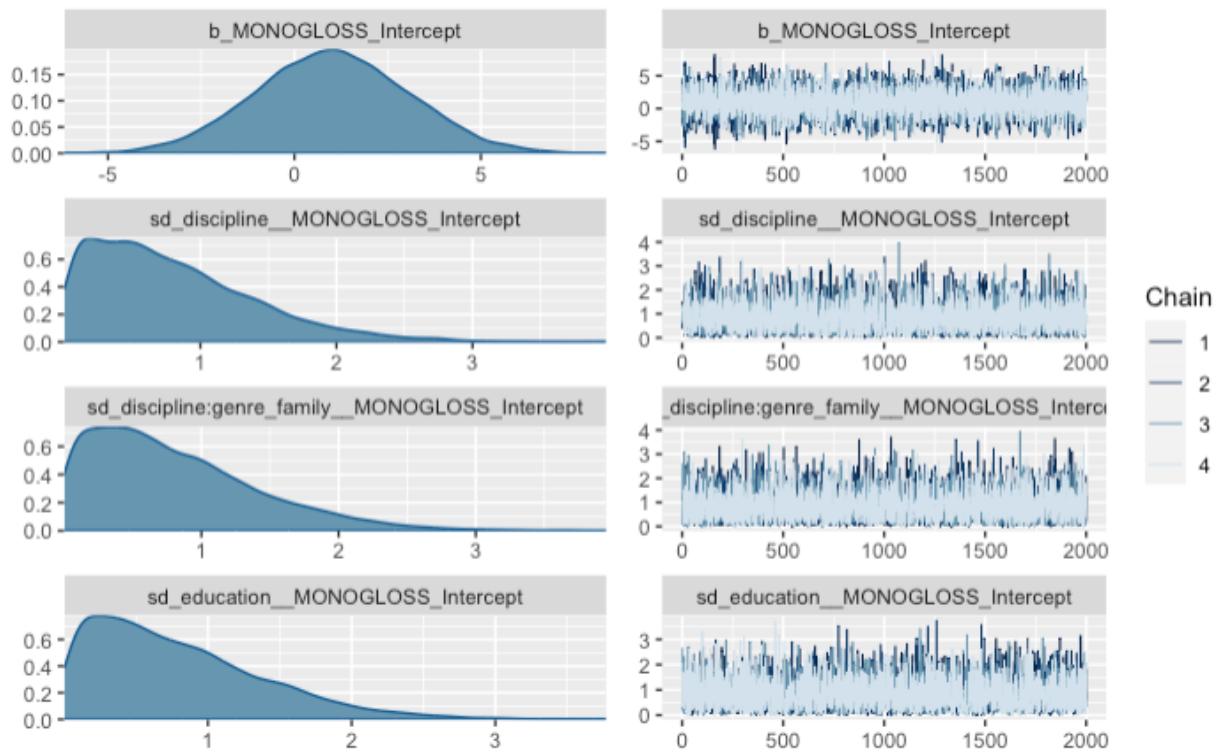 b_MONOGLOSS_Intercept
0.15
0.10
0.05
0.00
-5 0 5
b_MONOGLOSS_Intercept
5
0
-5
0 500 1000 1500 2000
sd_discipline__MONOGLOSS_Intercept
0.6
0.4
0.2
0.0
1 2 3
sd_discipline__MONOGLOSS_Intercept
4
3
2
1
0
0 500 1000 1500 2000
sd_discipline:genre_family__MONOGLOSS_Intercept
0.6
0.4
0.2
0.0
1 2 3
_discipline:genre_family__MONOGLOSS_Interce
4
3
2
1
0
0 500 1000 1500 2000
sd_education__MONOGLOSS_Intercept
0.6
0.4
0.2
0.0
1 2 3
sd_education__MONOGLOSS_Intercept
3
2
1
0
0 500 1000 1500 2000
Chain
1
2
3
4